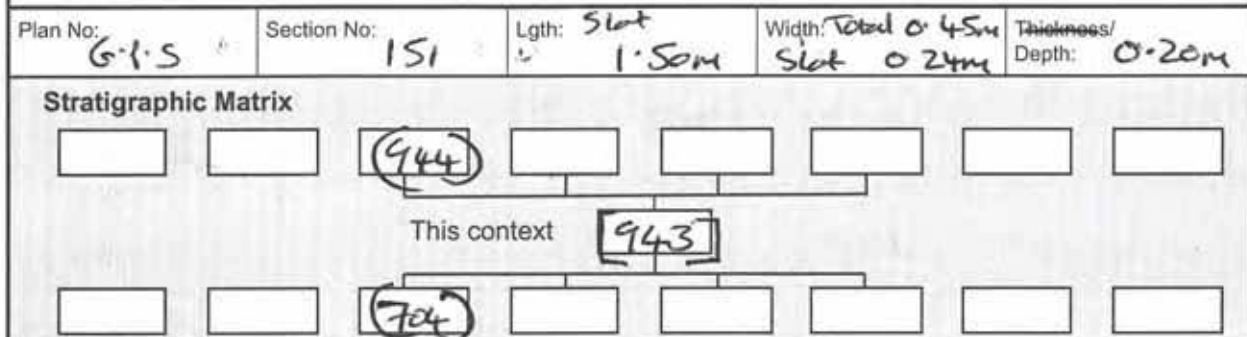 Plan No: G.I.S
Section No: 151
Lgth: Slot 1.50m
Width: Total 0.45m Slot 0.24m
Thickness/ Depth: 0.20m
Stratigraphic Matrix
(944)
This context [943]
(704)